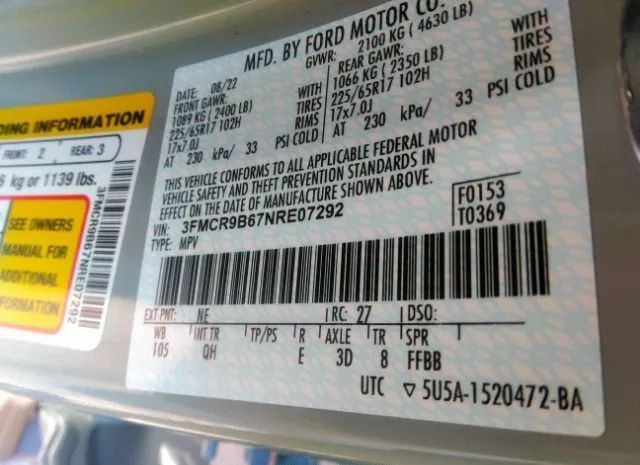 MFD. BY FORD MOTOR CO.
DATE: 08/22 GVWR: 2100 KG ( 4630 LB)
FRONT GAWR: WITH REAR GAWR: WITH
1089 KG ( 2400 LB) TIRES 1066 KG ( 2350 LB) TIRES
225/65R17 102H RIMS 225/65R17 102H RIMS
17x7.0J 17x7.0J
AT 230 kPa/ 33 PSI COLD AT 230 kPa/ 33 PSI COLD
THIS VEHICLE CONFORMS TO ALL APPLICABLE FEDERAL MOTOR
VEHICLE SAFETY AND THEFT PREVENTION STANDARDS IN
EFFECT ON THE DATE OF MANUFACTURE SHOWN ABOVE.
VIN: 3FMCR9B67NRE07292 F0153
TYPE: MPV T0369
EXT PNT: NE RC: 27 DSO:
WB INT TR TP/PS R AXLE TR SPR
105 QH E 3D 8 FFBB
UTC ▽ 5U5A-1520472-BA
DING INFORMATION
FRONT: 2 REAR: 3
6 kg or 1139 lbs.
SEE OWNERS
MANUAL FOR
ADDITIONAL
INFORMATION
3FMCR9B67NRE07292